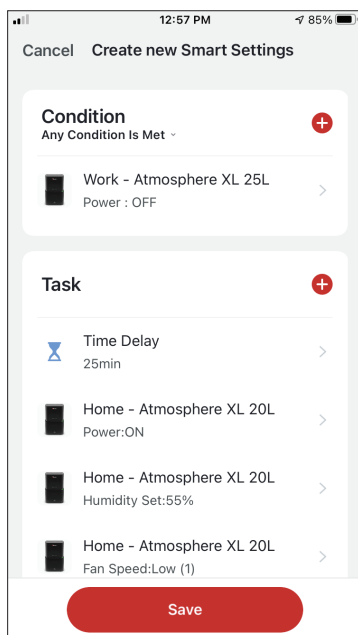 12:57 PM
85%
Cancel Create new Smart Settings
Condition
Any Condition Is Met
Work - Atmosphere XL 25L
Power : OFF
Task
Time Delay
25min
Home - Atmosphere XL 20L
Power:ON
Home - Atmosphere XL 20L
Humidity Set:55%
Home - Atmosphere XL 20L
Fan Speed:Low (1)
Save